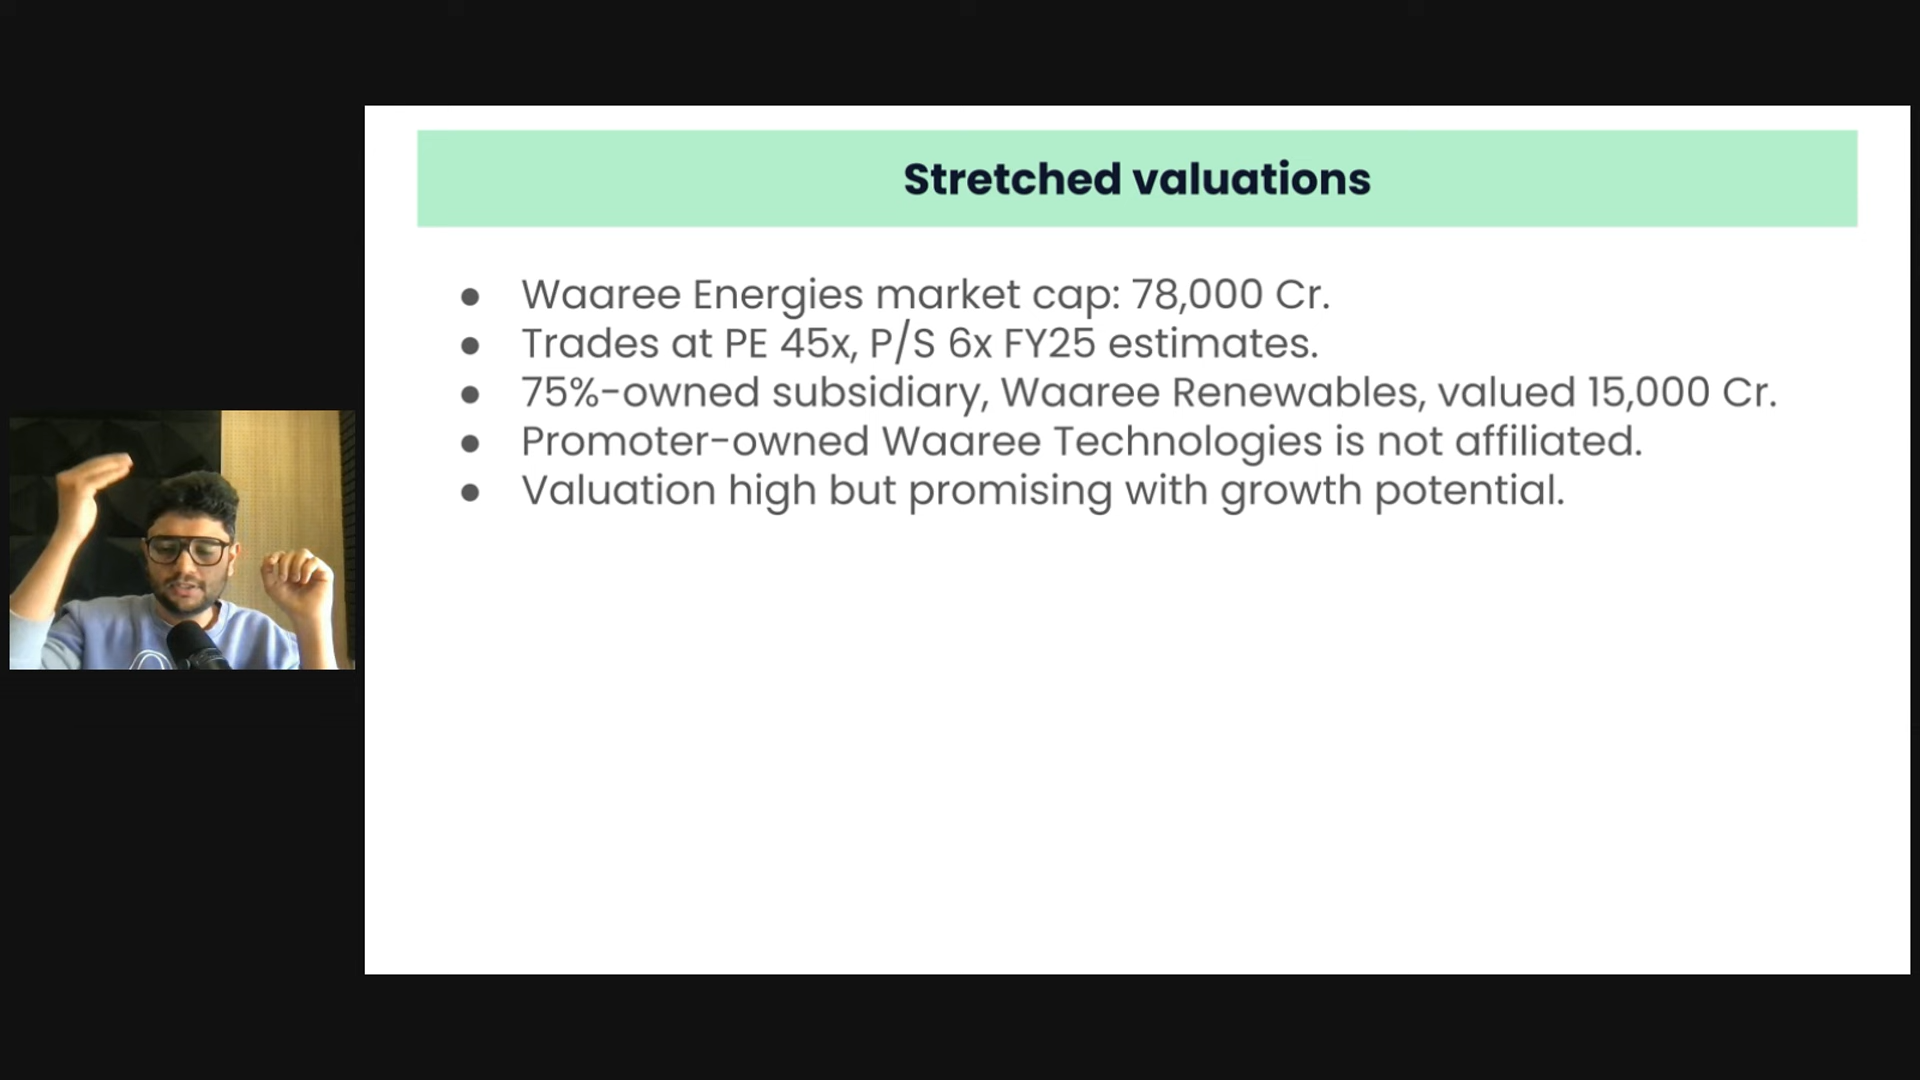 Stretched valuations
Waaree Energies market cap: 78,000 Cr.
Trades at PE 45x, P/S 6x FY25 estimates.
75%-owned subsidiary, Waaree Renewables, valued 15,000 Cr.
Promoter-owned Waaree Technologies is not affiliated.
Valuation high but promising with growth potential.